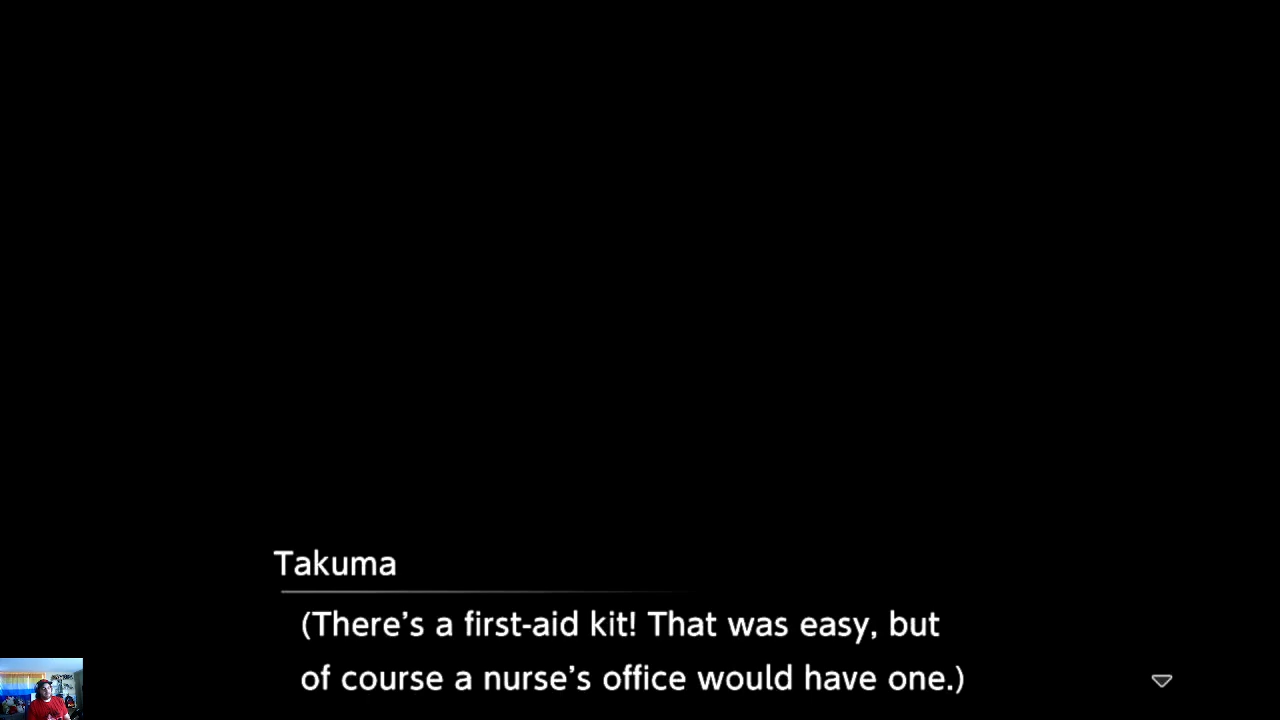 Takuma
(There's a first-aid kit! That was easy, but
of course a nurse's office would have one.)